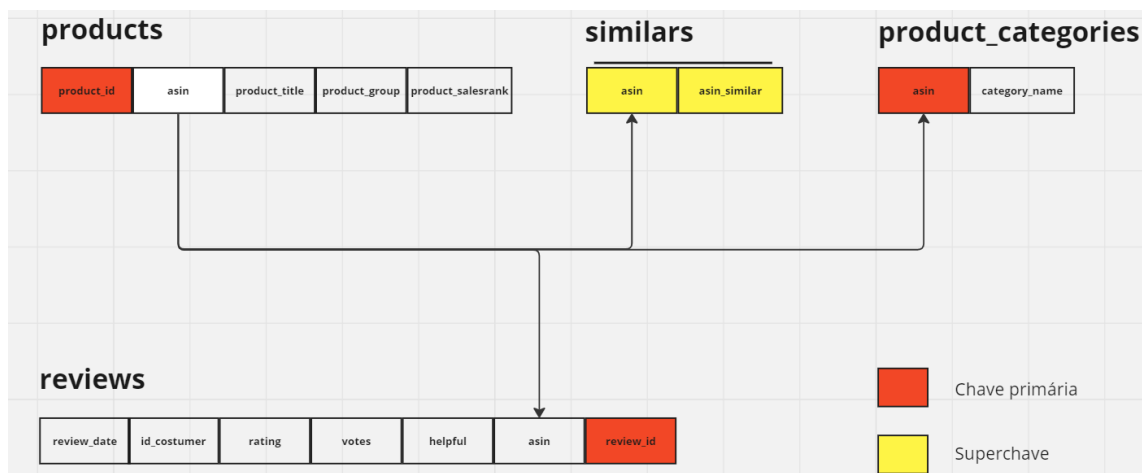 products
similars
product_categories
product_id asin product_title product_group product_salesrank
asin asin_similar
asin category_name
reviews
review_date id_costumer rating votes helpful asin review_id
Chave primária
Superchave